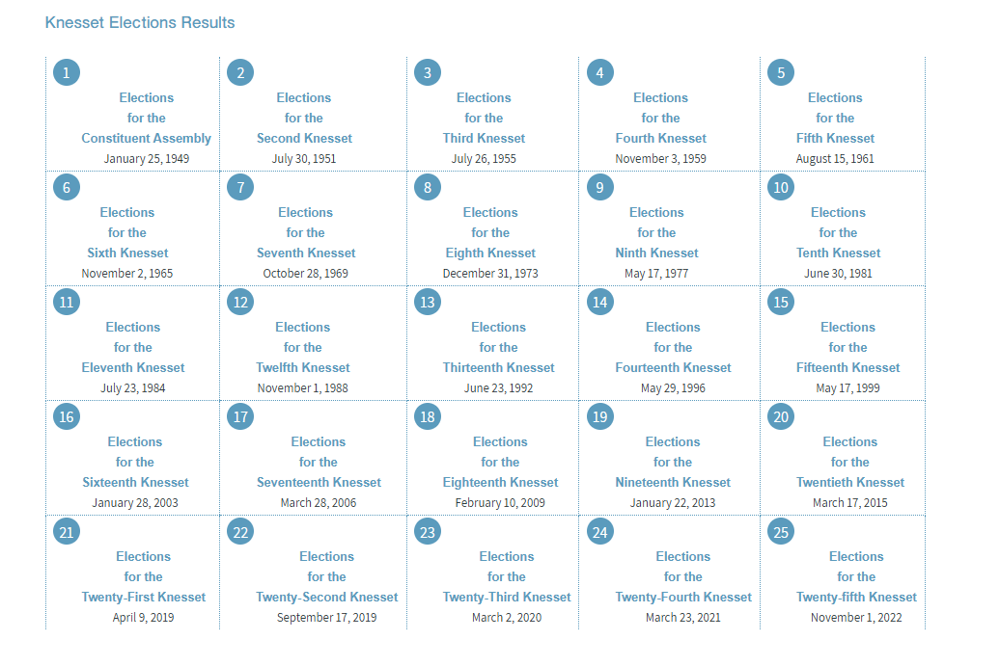 Knesset Elections Results
1
Elections
for the
Constituent Assembly
January 25, 1949
2
Elections
for the
Second Knesset
July 30, 1951
3
Elections
for the
Third Knesset
July 26, 1955
4
Elections
for the
Fourth Knesset
November 3, 1959
5
Elections
for the
Fifth Knesset
August 15, 1961
6
Elections
for the
Sixth Knesset
November 2, 1965
7
Elections
for the
Seventh Knesset
October 28, 1969
8
Elections
for the
Eighth Knesset
December 31, 1973
9
Elections
for the
Ninth Knesset
May 17, 1977
10
Elections
for the
Tenth Knesset
June 30, 1981
11
Elections
for the
Eleventh Knesset
July 23, 1984
12
Elections
for the
Twelfth Knesset
November 1, 1988
13
Elections
for the
Thirteenth Knesset
June 23, 1992
14
Elections
for the
Fourteenth Knesset
May 29, 1996
15
Elections
for the
Fifteenth Knesset
May 17, 1999
16
Elections
for the
Sixteenth Knesset
January 28, 2003
17
Elections
for the
Seventeenth Knesset
March 28, 2006
18
Elections
for the
Eighteenth Knesset
February 10, 2009
19
Elections
for the
Nineteenth Knesset
January 22, 2013
20
Elections
for the
Twentieth Knesset
March 17, 2015
21
Elections
for the
Twenty-First Knesset
April 9, 2019
22
Elections
for the
Twenty-Second Knesset
September 17, 2019
23
Elections
for the
Twenty-Third Knesset
March 2, 2020
24
Elections
for the
Twenty-Fourth Knesset
March 23, 2021
25
Elections
for the
Twenty-fifth Knesset
November 1, 2022